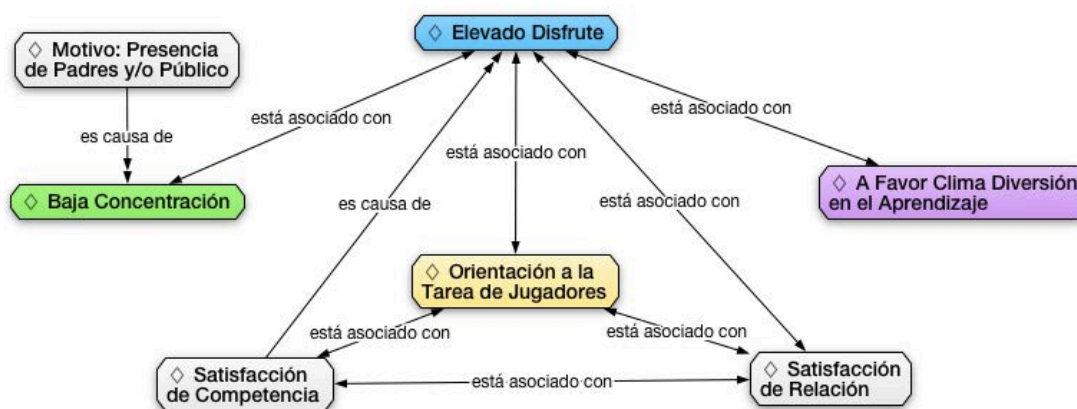 ◇ Elevado Disfrute
◇ Motivo: Presencia
de Padres y/o Público
está asociado con
es causa de
está asociado con
◇ A Favor Clima Diversión
en el Aprendizaje
◇ Baja Concentración
es causa de
está asociado con
está asociado con
◇ Orientación a la
Tarea de Jugadores
está asociado con
está asociado con
◇ Satisfacción
de Competencia
está asociado con
◇ Satisfacción
de Relación